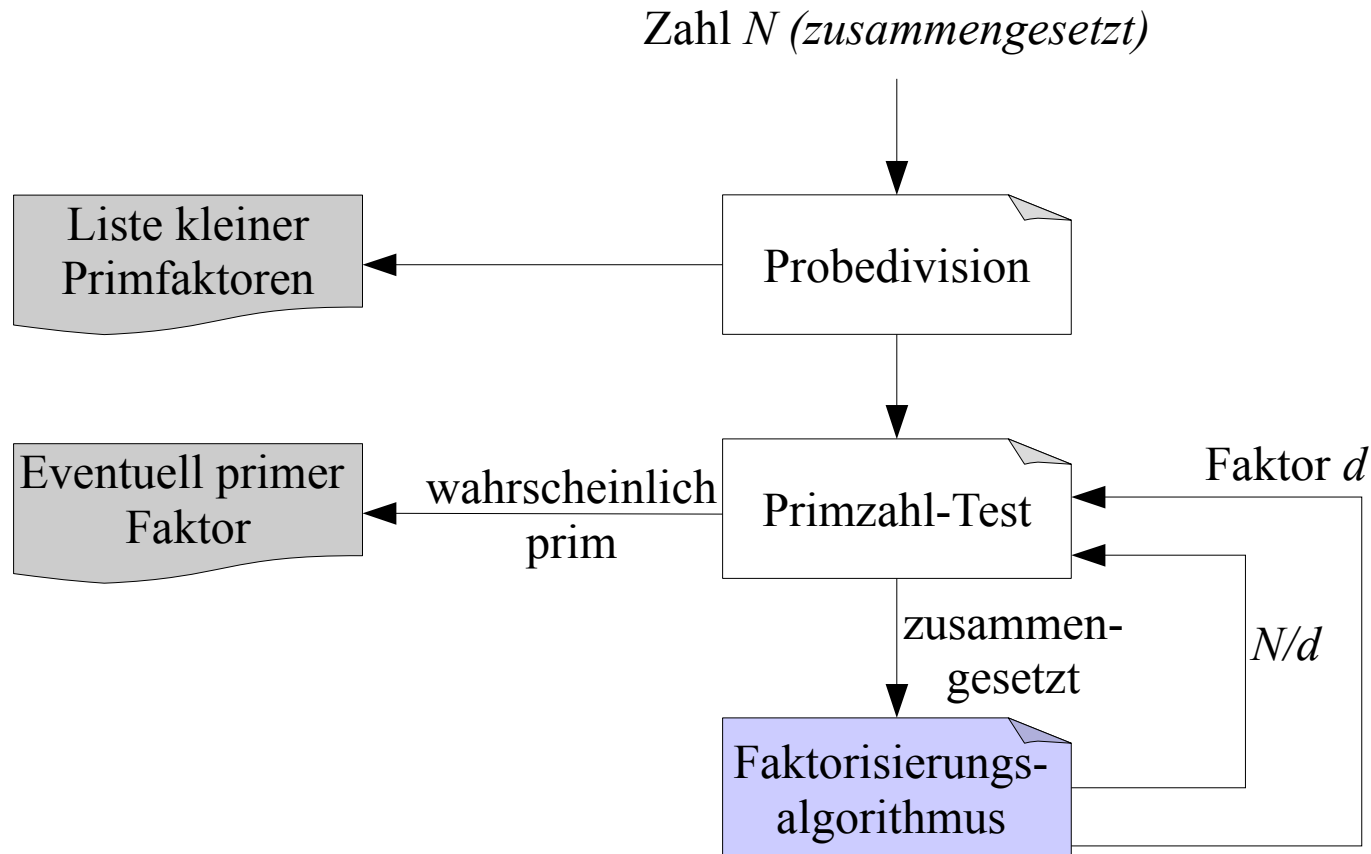 Zahl N (zusammengesetzt)
Liste kleiner
Primfaktoren
Probedivision
Eventuell primer
Faktor
wahrscheinlich
prim
Primzahl-Test
Faktor d
zusammen-
gesetzt
N/d
Faktorisierungs-
algorithmus